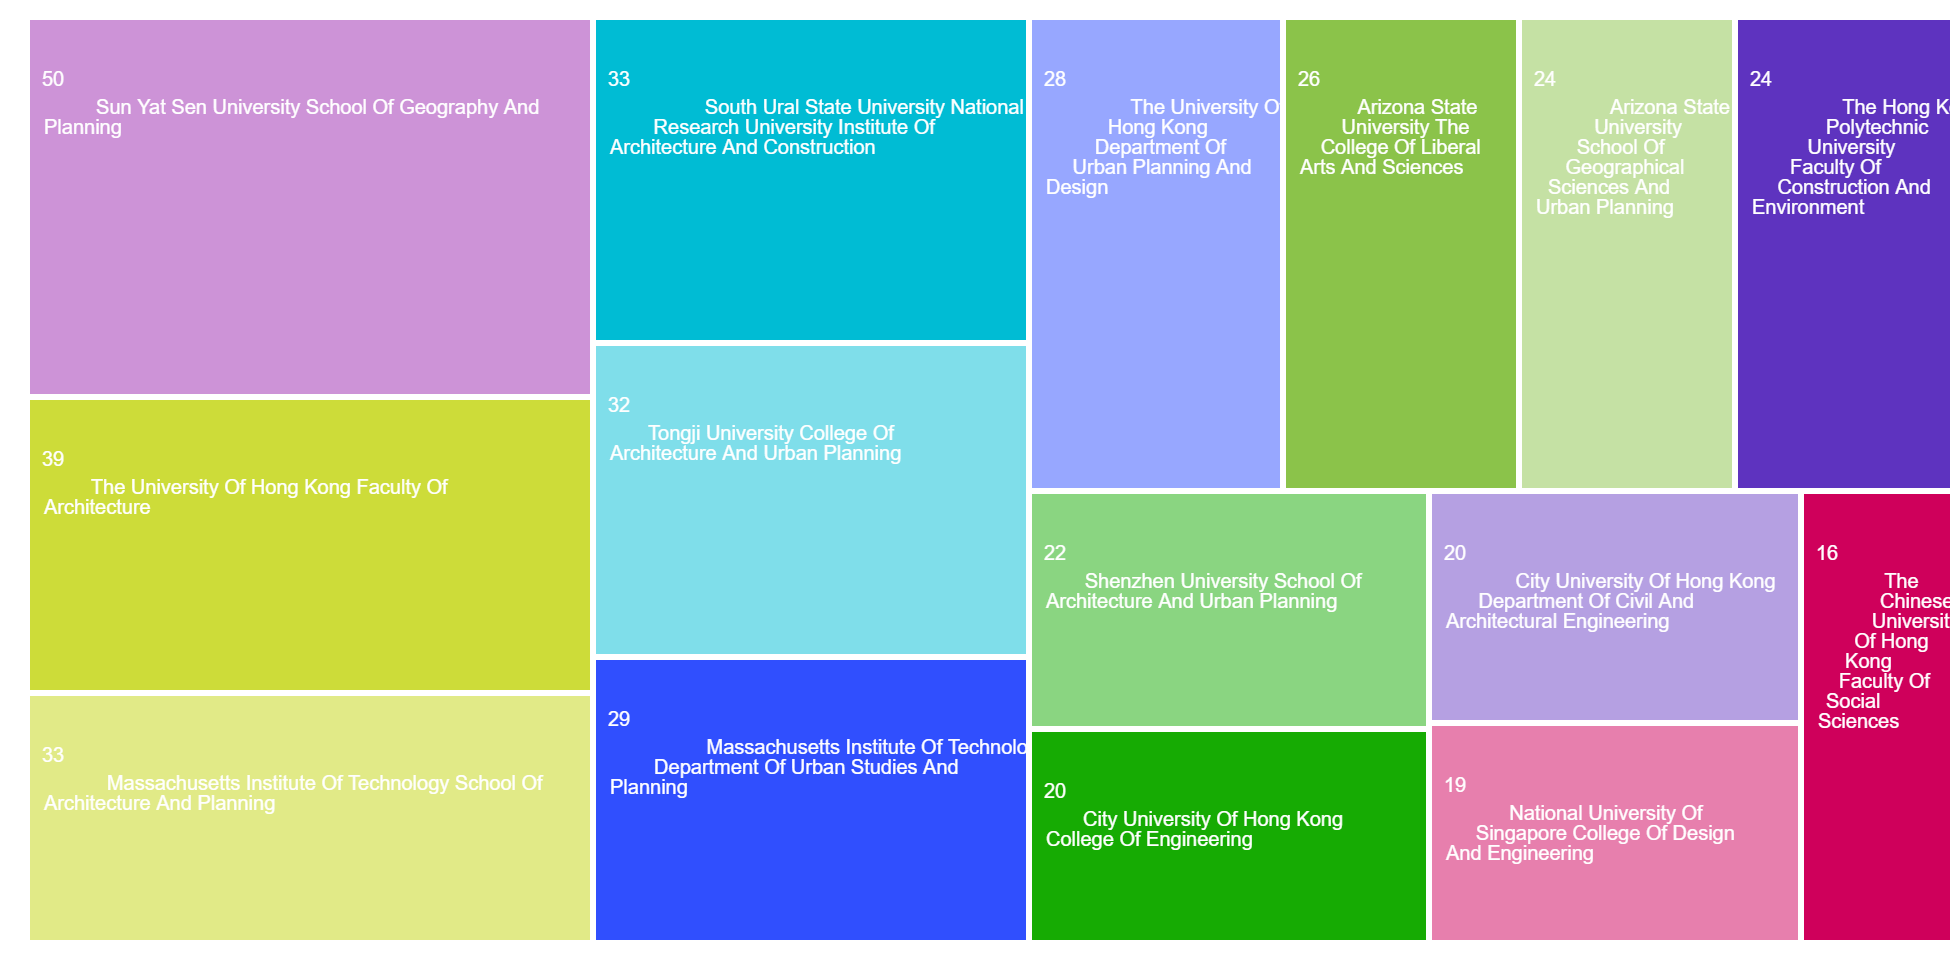 50
Sun Yat Sen University School Of Geography And
Planning
39
The University Of Hong Kong Faculty Of
Architecture
33
Massachusetts Institute Of Technology School Of
Architecture And Planning
33
South Ural State University National
Research University Institute Of
Architecture And Construction
32
Tongji University College Of
Architecture And Urban Planning
29
Massachusetts Institute Of Technolo
Department Of Urban Studies And
Planning
28
The University Of
Hong Kong
Department Of
Urban Planning And
Design
26
Arizona State
University The
College Of Liberal
Arts And Sciences
24
Arizona State
University
School Of
Geographical
Sciences And
Urban Planning
24
The Hong K
Polytechnic
University
Faculty Of
Construction And
Environment
22
Shenzhen University School Of
Architecture And Urban Planning
20
City University Of Hong Kong
College Of Engineering
20
City University Of Hong Kong
Department Of Civil And
Architectural Engineering
19
National University Of
Singapore College Of Design
And Engineering
16
The
Chinese
Universit
Of Hong
Kong
Faculty Of
Social
Sciences